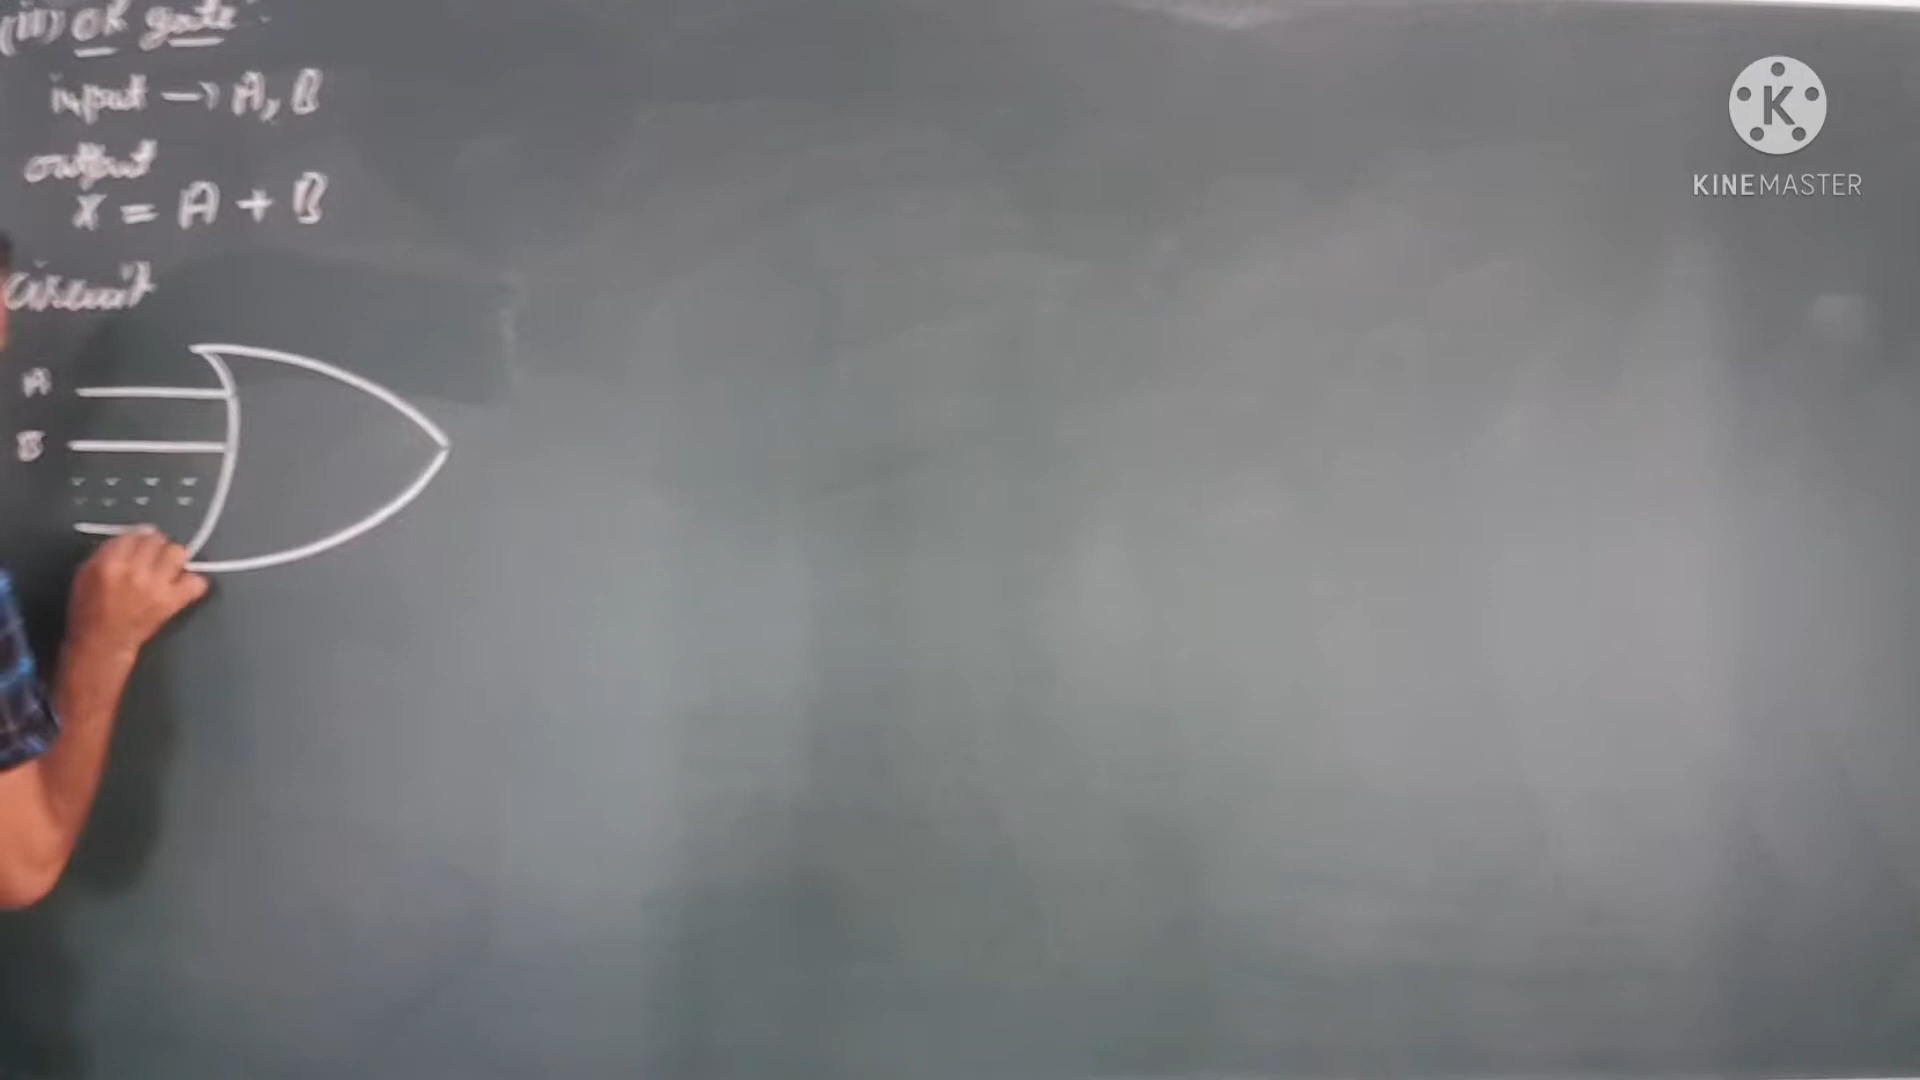 (iii) OR gate :
input → A, B
output
X = A + B
Circuit
A
B
K
KINEMASTER